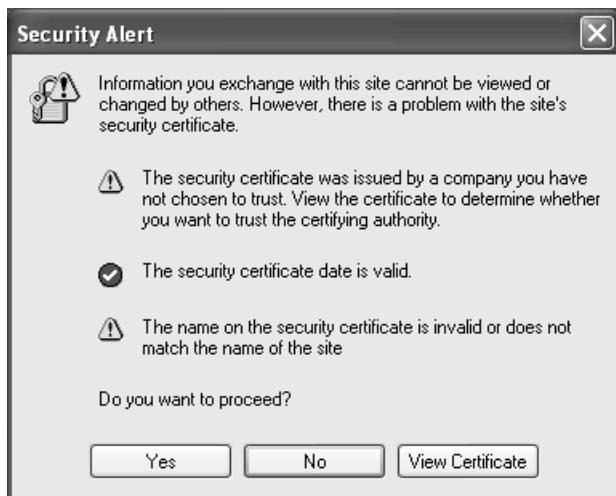 Security Alert
Information you exchange with this site cannot be viewed or
changed by others. However, there is a problem with the site's
security certificate.
The security certificate was issued by a company you have
not chosen to trust. View the certificate to determine whether
you want to trust the certifying authority.
The security certificate date is valid.
The name on the security certificate is invalid or does not
match the name of the site
Do you want to proceed?
Yes
No
View Certificate